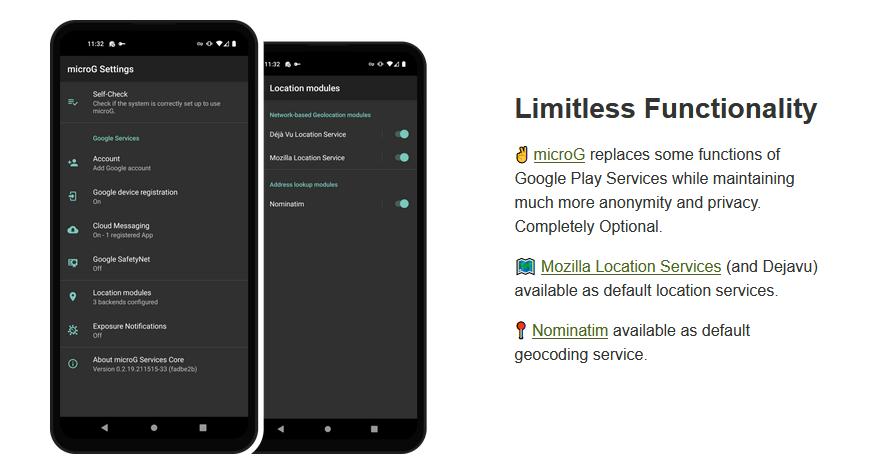 11:32
microG Settings
Self-Check
Check if the system is correctly set up to use
microG.
Google Services
Account
Add Google account
Google device registration
On
Cloud Messaging
On - 1 registered App
Google SafetyNet
Off
Location modules
3 backends configured
Exposure Notifications
Off
About microG Services Core
Version 0.2.19.211515-33 (fadbe2b)
11:32
Location modules
Network-based Geolocation modules
Déjà Vu Location Service
Mozilla Location Service
Address lookup modules
Nominatim
Limitless Functionality
✌ microG replaces some functions of
Google Play Services while maintaining
much more anonymity and privacy.
Completely Optional.
🗺 Mozilla Location Services (and Dejavu)
available as default location services.
📍 Nominatim available as default
geocoding service.